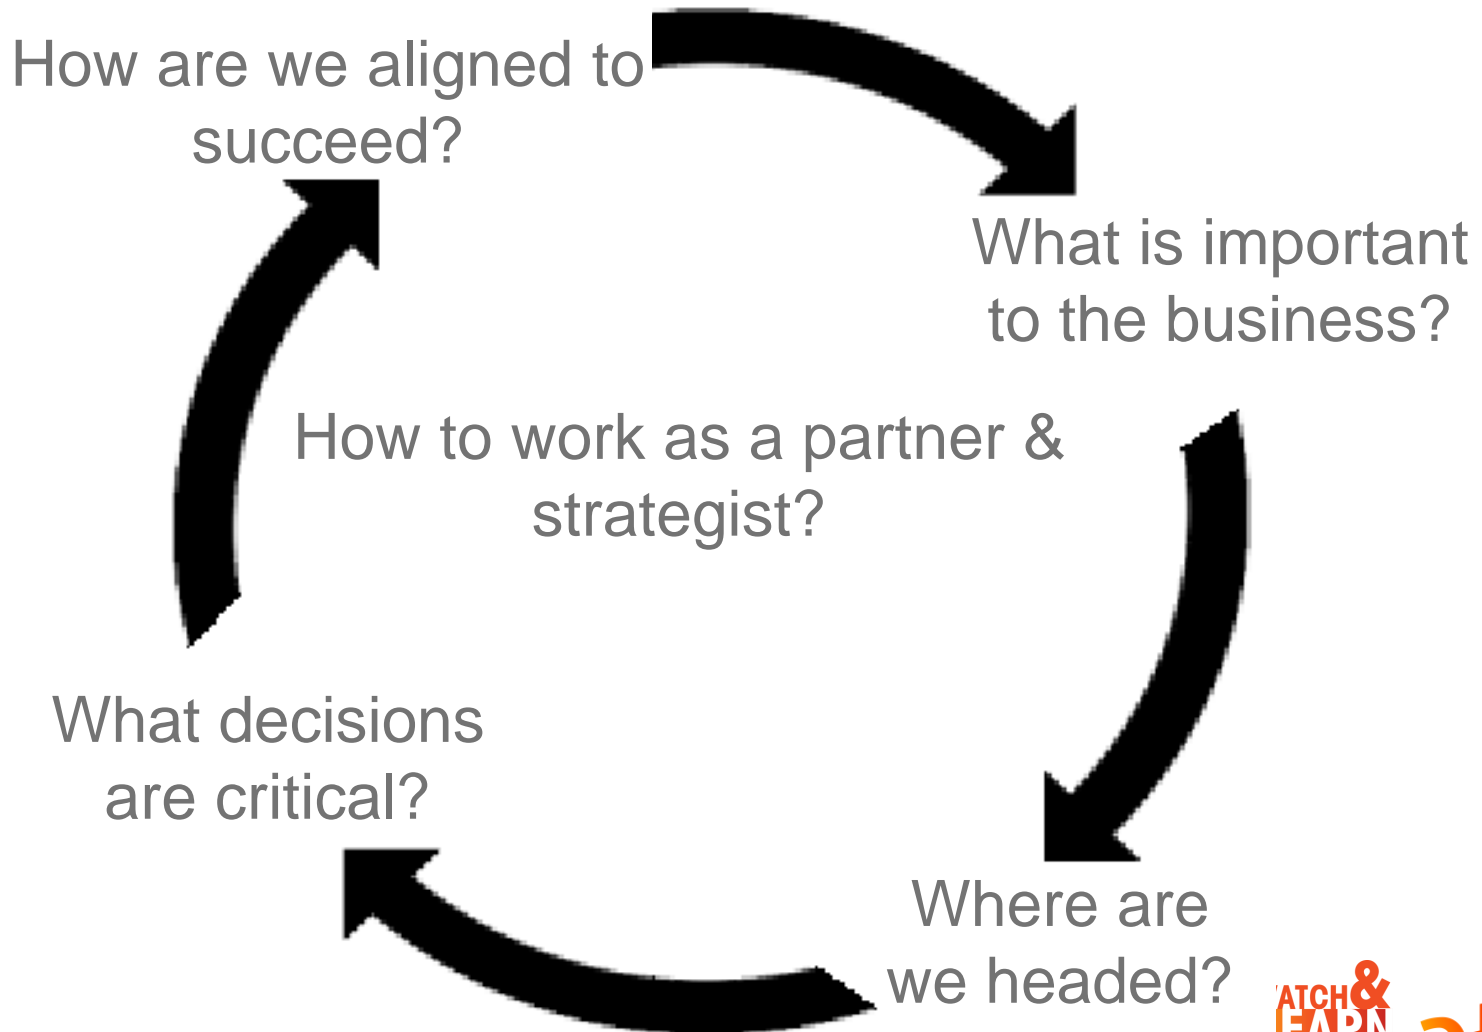 How are we aligned to
succeed?
What is important
to the business?
How to work as a partner &
strategist?
What decisions
are critical?
Where are
we headed?
&